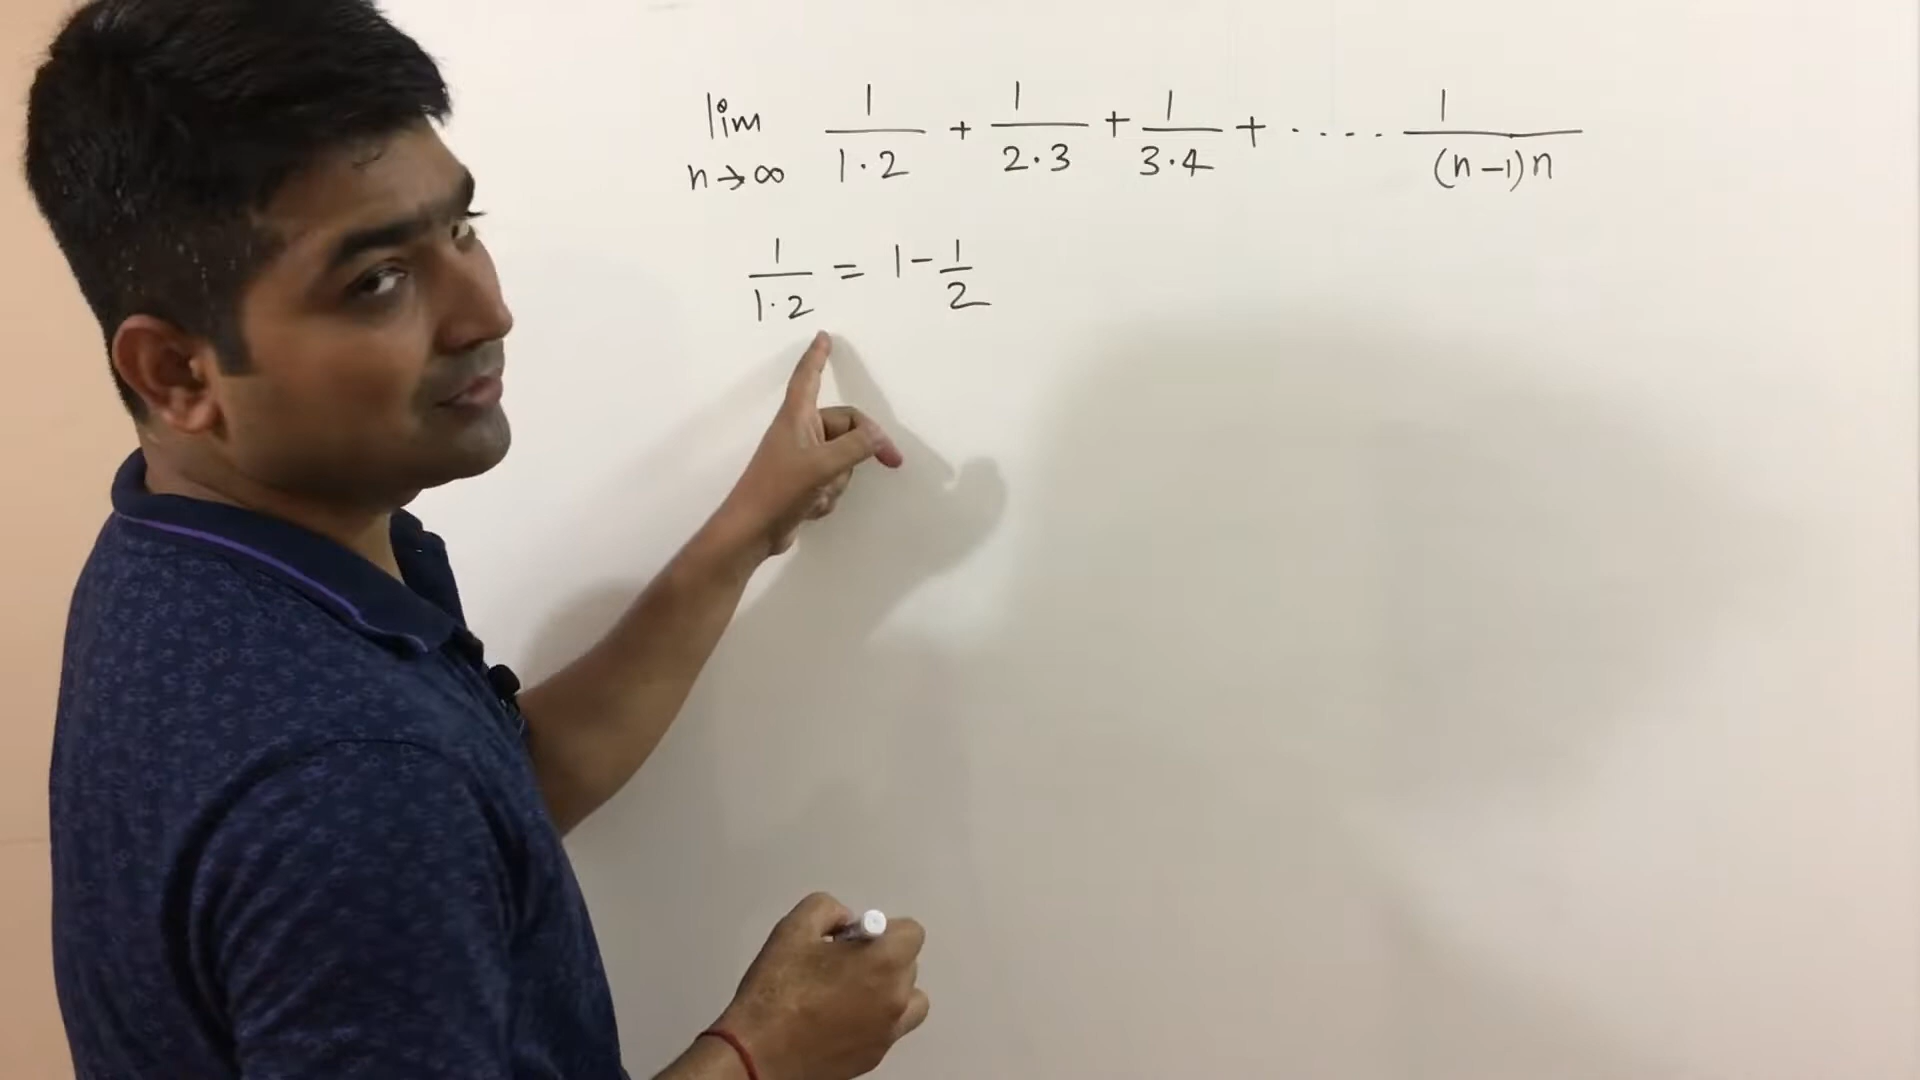 lim n→∞ 1/(1·2) + 1/(2·3) + 1/(3·4) + ..... 1/((n-1)n)
1/(1·2) = 1 - 1/2